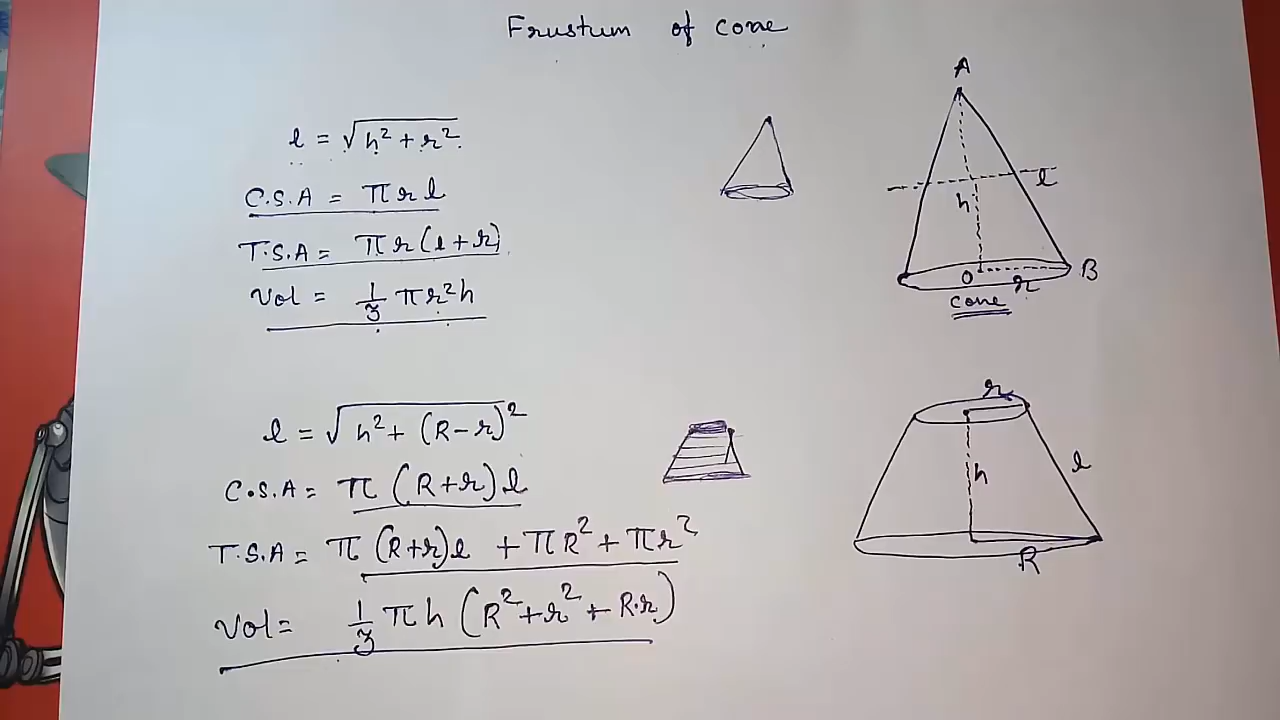 Frustum of cone
l = √h² + r²
C.S.A = πrl
T.S.A = πr(l + r)
Vol = 1/3 πr²h
A
l
h
O
r
B
cone
l = √h² + (R-r)²
C.S.A = π (R+r) l
T.S.A = π (R+r)l + πR² + πr²
Vol = 1/3 πh (R² + r² + R·r)
r
h
l
R